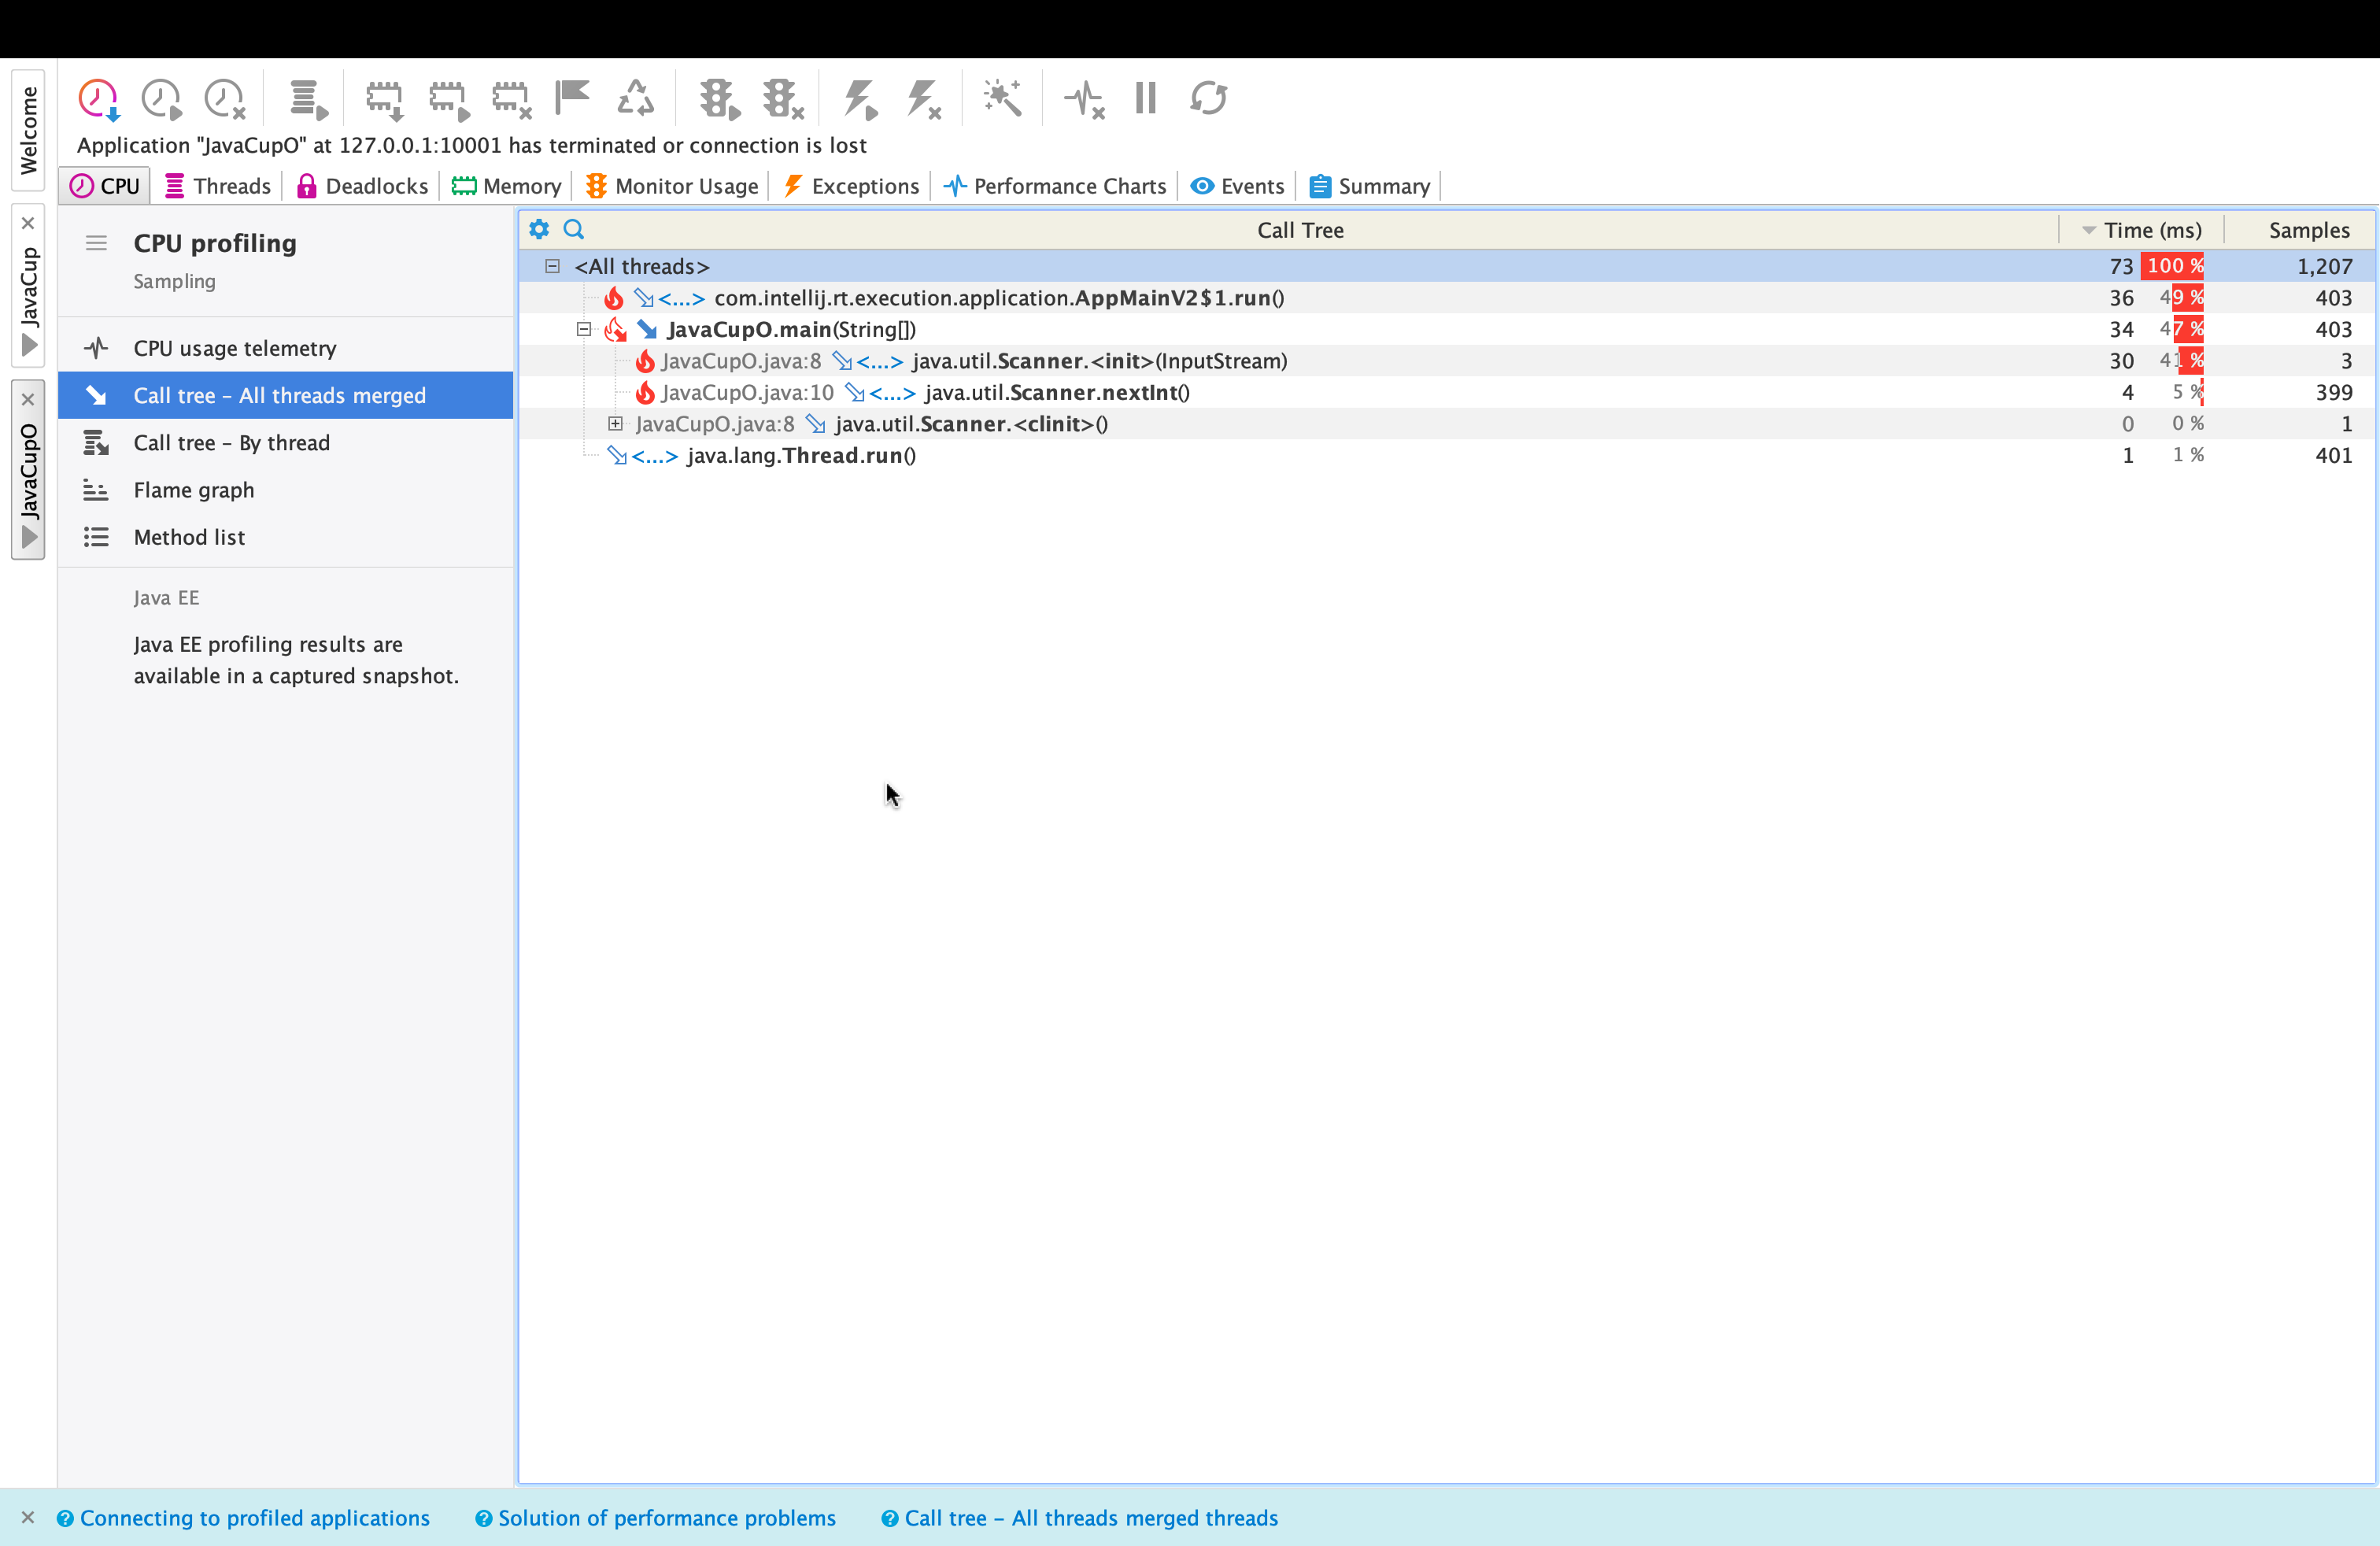 Welcome
JavaCup
JavaCupO
Application "JavaCupO" at 127.0.0.1:10001 has terminated or connection is lost
CPU Threads Deadlocks Memory Monitor Usage Exceptions Performance Charts Events Summary
CPU profiling
Sampling
CPU usage telemetry
Call tree – All threads merged
Call tree – By thread
Flame graph
Method list
Java EE
Java EE profiling results are
available in a captured snapshot.
Call Tree Time (ms) Samples
<All threads> 73 100 % 1,207
<...> com.intellij.rt.execution.application.AppMainV2$1.run() 36 49 % 403
JavaCupO.main(String[]) 34 47 % 403
JavaCupO.java:8 <...> java.util.Scanner.<init>(InputStream) 30 41 % 3
JavaCupO.java:10 <...> java.util.Scanner.nextInt() 4 5 % 399
JavaCupO.java:8 java.util.Scanner.<clinit>() 0 0 % 1
<...> java.lang.Thread.run() 1 1 % 401
Connecting to profiled applications Solution of performance problems Call tree – All threads merged threads